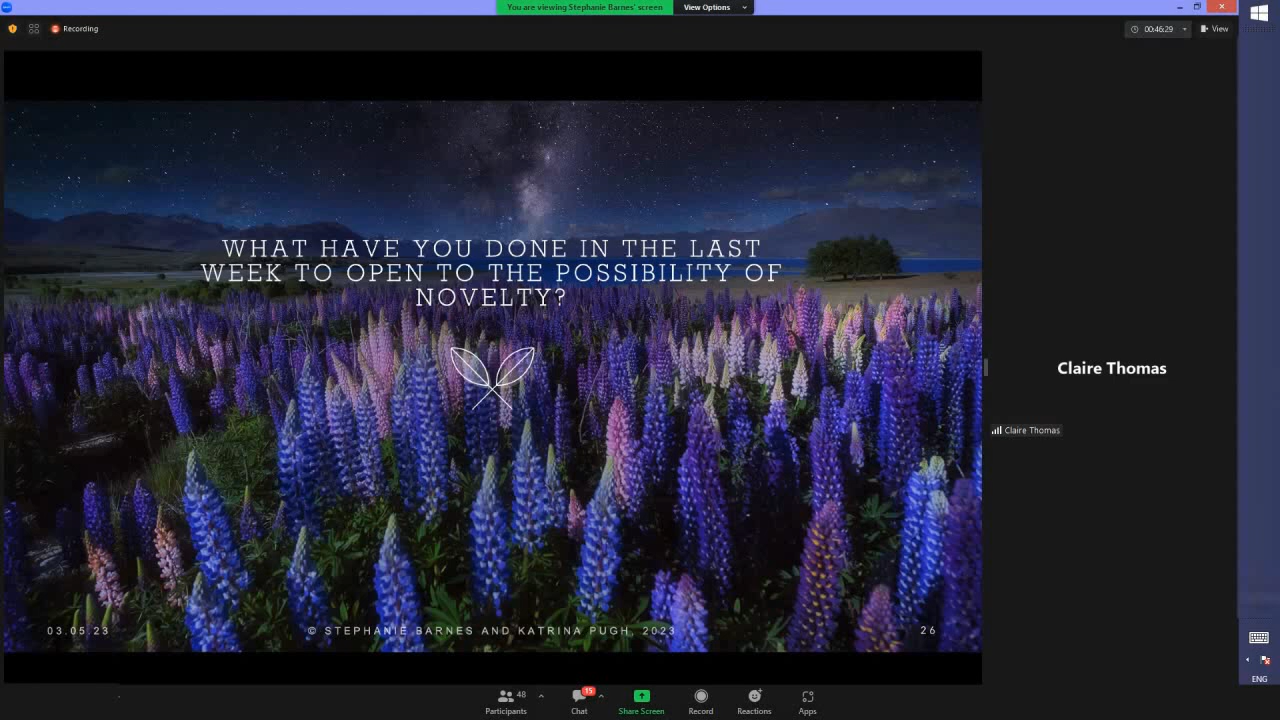 You are viewing Stephanie Barnes' screen
View Options
Recording
00:46:29
View
WHAT HAVE YOU DONE IN THE LAST
WEEK TO OPEN TO THE POSSIBILITY OF
NOVELTY?
Claire Thomas
Claire Thomas
03.05.23
© STEPHANIE BARNES AND KATRINA PUGH, 2023
26
48
15
Participants
Chat
Share Screen
Record
Reactions
Apps
ENG